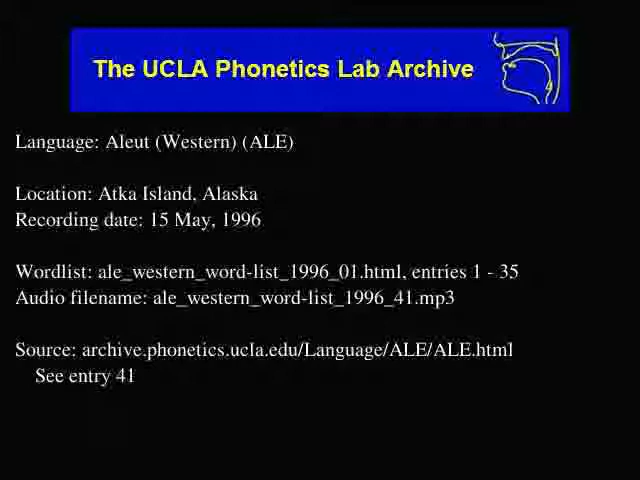 The UCLA Phonetics Lab Archive
Language: Aleut (Western) (ALE)
Location: Atka Island, Alaska
Recording date: 15 May, 1996
Wordlist: ale_western_word-list_1996_01.html, entries 1 - 35
Audio filename: ale_western_word-list_1996_41.mp3
Source: archive.phonetics.ucla.edu/Language/ALE/ALE.html
See entry 41